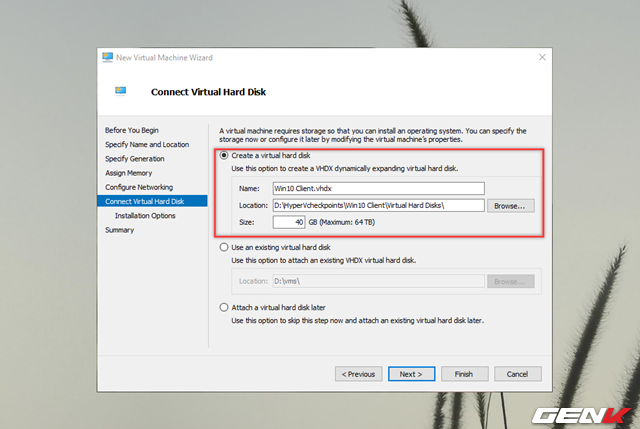 New Virtual Machine Wizard
Connect Virtual Hard Disk
Before You Begin
Specify Name and Location
Specify Generation
Assign Memory
Configure Networking
Connect Virtual Hard Disk
Installation Options
Summary
A virtual machine requires storage so that you can install an operating system. You can specify the
storage now or configure it later by modifying the virtual machine's properties.
Create a virtual hard disk
Use this option to create a VHDX dynamically expanding virtual hard disk.
Name: Win10 Client.vhdx
Location: D:\HyperVcheckpoints\Win10 Client\Virtual Hard Disks\ Browse...
Size: 40 GB (Maximum: 64 TB)
Use an existing virtual hard disk
Use this option to attach an existing VHDX virtual hard disk.
Location: D:\vms\ Browse...
Attach a virtual hard disk later
Use this option to skip this step now and attach an existing virtual hard disk later.
< Previous Next > Finish Cancel
GENK